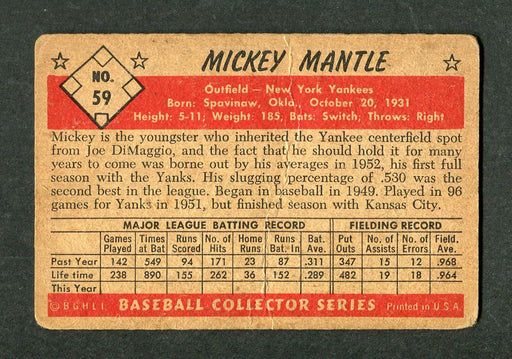 MICKEY MANTLE
NO.
59
Outfield — New York Yankees
Born: Spavinaw, Okla., October 20, 1931
Height: 5-11; Weight: 185, Bats: Switch; Throws: Right
Mickey is the youngster who inherited the Yankee centerfield spot
from Joe DiMaggio, and the fact that he should hold it for many
years to come was borne out by his averages in 1952, his first full
season with the Yanks. His slugging percentage of .530 was the
second best in the league. Began in baseball in 1949. Played in 96
games for Yanks in 1951, but finished season with Kansas City.
MAJOR LEAGUE BATTING RECORD FIELDING RECORD
Games Times Runs No. of Home Runs Bat. Put No. of No. of Field.
Played at Bat Scored Hits Runs Bat. In Ave. Outs Assists Errors Ave.
Past Year 142 549 94 171 23 87 .311 347 15 12 .968
Life time 238 890 155 262 36 152 .289 482 19 18 .964
This Year
© B G H L I BASEBALL COLLECTOR SERIES Printed in U.S.A.